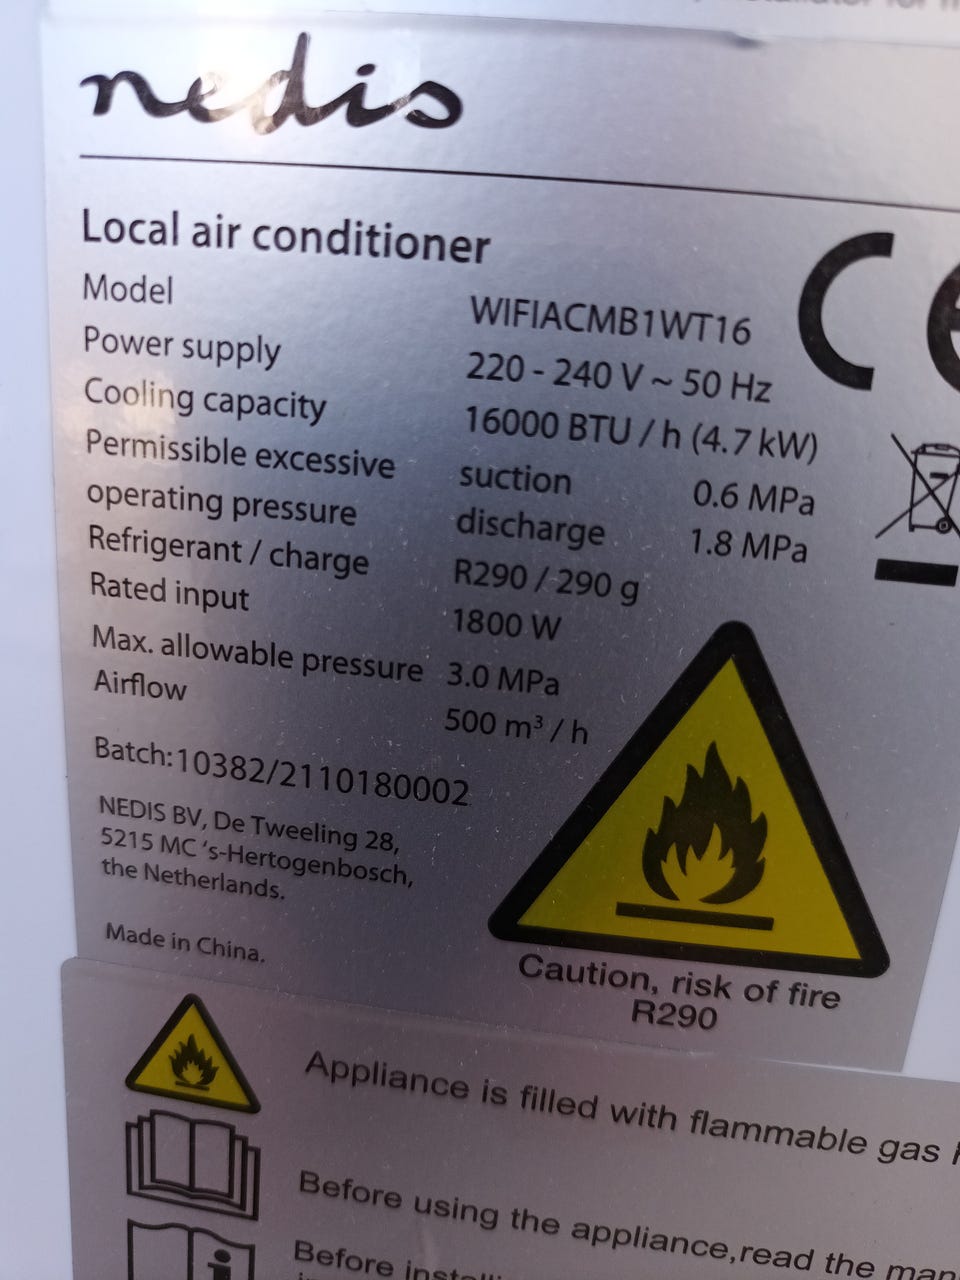 nedis
Local air conditioner
Model WIFIACMB1WT16
Power supply 220 - 240 V ~ 50 Hz
Cooling capacity 16000 BTU / h (4.7 kW)
Permissible excessive suction 0.6 MPa
operating pressure discharge 1.8 MPa
Refrigerant / charge R290 / 290 g
Rated input 1800 W
Max. allowable pressure 3.0 MPa
Airflow 500 m³ / h
Batch:10382/2110180002
NEDIS BV, De Tweeling 28,
5215 MC 's-Hertogenbosch,
the Netherlands.
Made in China.
CE
Caution, risk of fire
R290
Appliance is filled with flammable gas
Before using the appliance,read the
Before